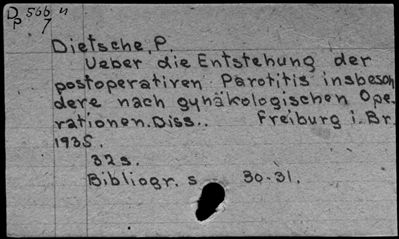 D 566 n
P 7
Dietsche, P.
Ueber die Entstehung der
postoperativen Parotitis insbeson
dere nach gynäkologischen Ope-
rationen. Diss.. Freiburg i. Br.
1935.
32 s.
Bibliogr. s 30-31.